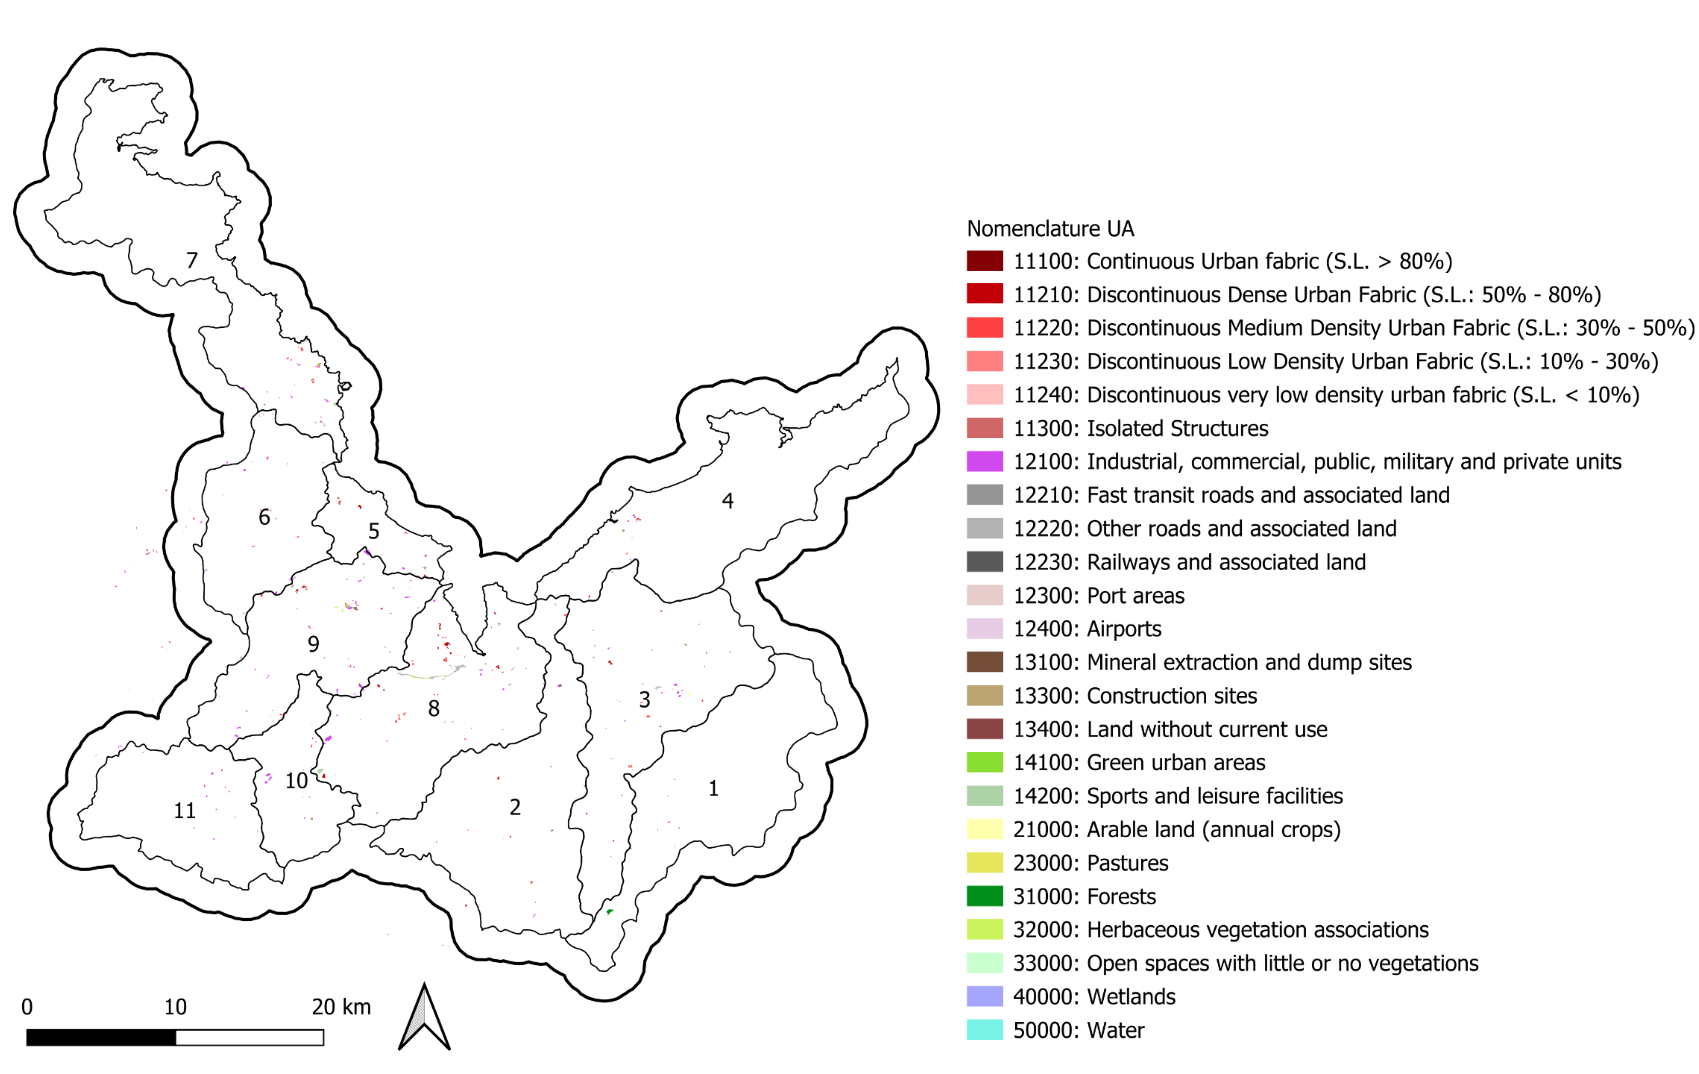 7
4
6
5
9
3
8
10
1
2
11
0 10 20 km
Nomenclature UA
11100: Continuous Urban fabric (S.L. > 80%)
11210: Discontinuous Dense Urban Fabric (S.L.: 50% - 80%)
11220: Discontinuous Medium Density Urban Fabric (S.L.: 30% - 50%)
11230: Discontinuous Low Density Urban Fabric (S.L.: 10% - 30%)
11240: Discontinuous very low density urban fabric (S.L. < 10%)
11300: Isolated Structures
12100: Industrial, commercial, public, military and private units
12210: Fast transit roads and associated land
12220: Other roads and associated land
12230: Railways and associated land
12300: Port areas
12400: Airports
13100: Mineral extraction and dump sites
13300: Construction sites
13400: Land without current use
14100: Green urban areas
14200: Sports and leisure facilities
21000: Arable land (annual crops)
23000: Pastures
31000: Forests
32000: Herbaceous vegetation associations
33000: Open spaces with little or no vegetations
40000: Wetlands
50000: Water